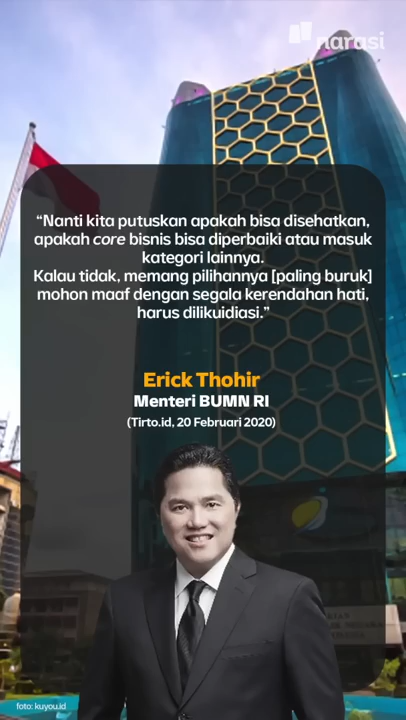 narasi
“Nanti kita putuskan apakah bisa disehatkan,
apakah core bisnis bisa diperbaiki atau masuk
kategori lainnya.
Kalau tidak, memang pilihannya [paling buruk]
mohon maaf dengan segala kerendahan hati,
harus dilikuidiasi.”
Erick Thohir
Menteri BUMN RI
(Tirto.id, 20 Februari 2020)
foto: kuyou.id